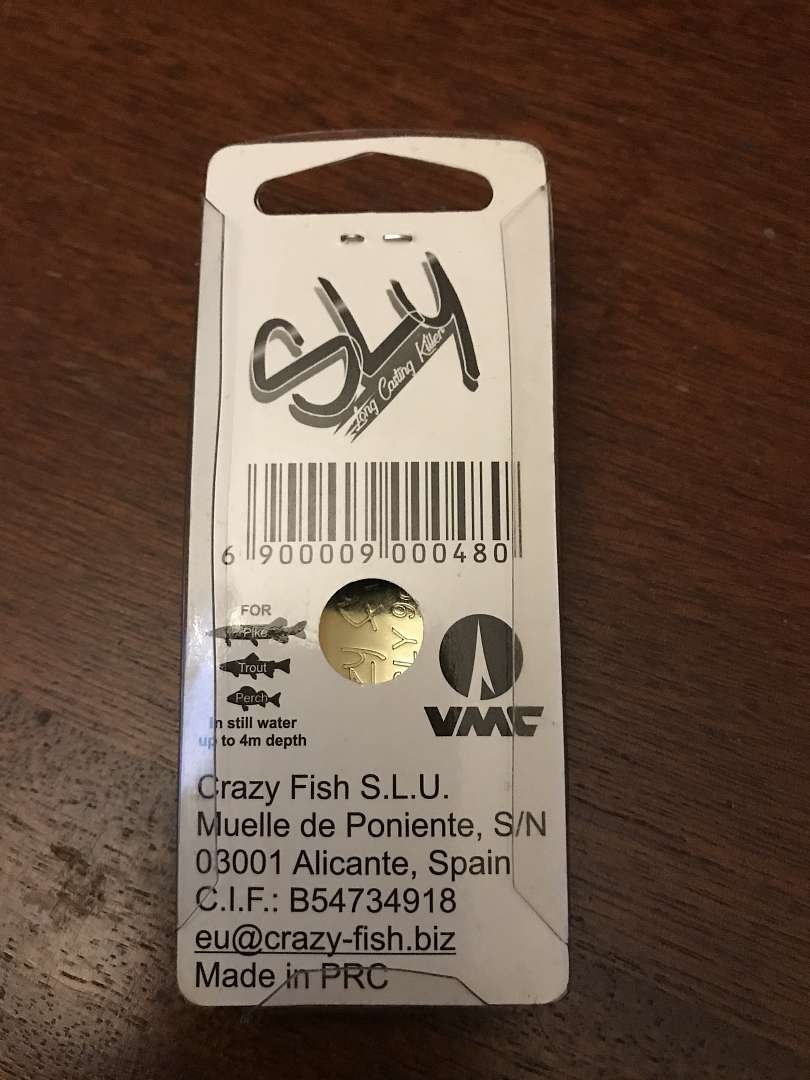 SLY
Long Casting Killer
6 900009 000480
FOR
Pike
Trout
Perch
In still water
up to 4m depth
SLY
VMC
Crazy Fish S.L.U.
Muelle de Poniente, S/N
03001 Alicante, Spain
C.I.F.: B54734918
eu@crazy-fish.biz
Made in PRC